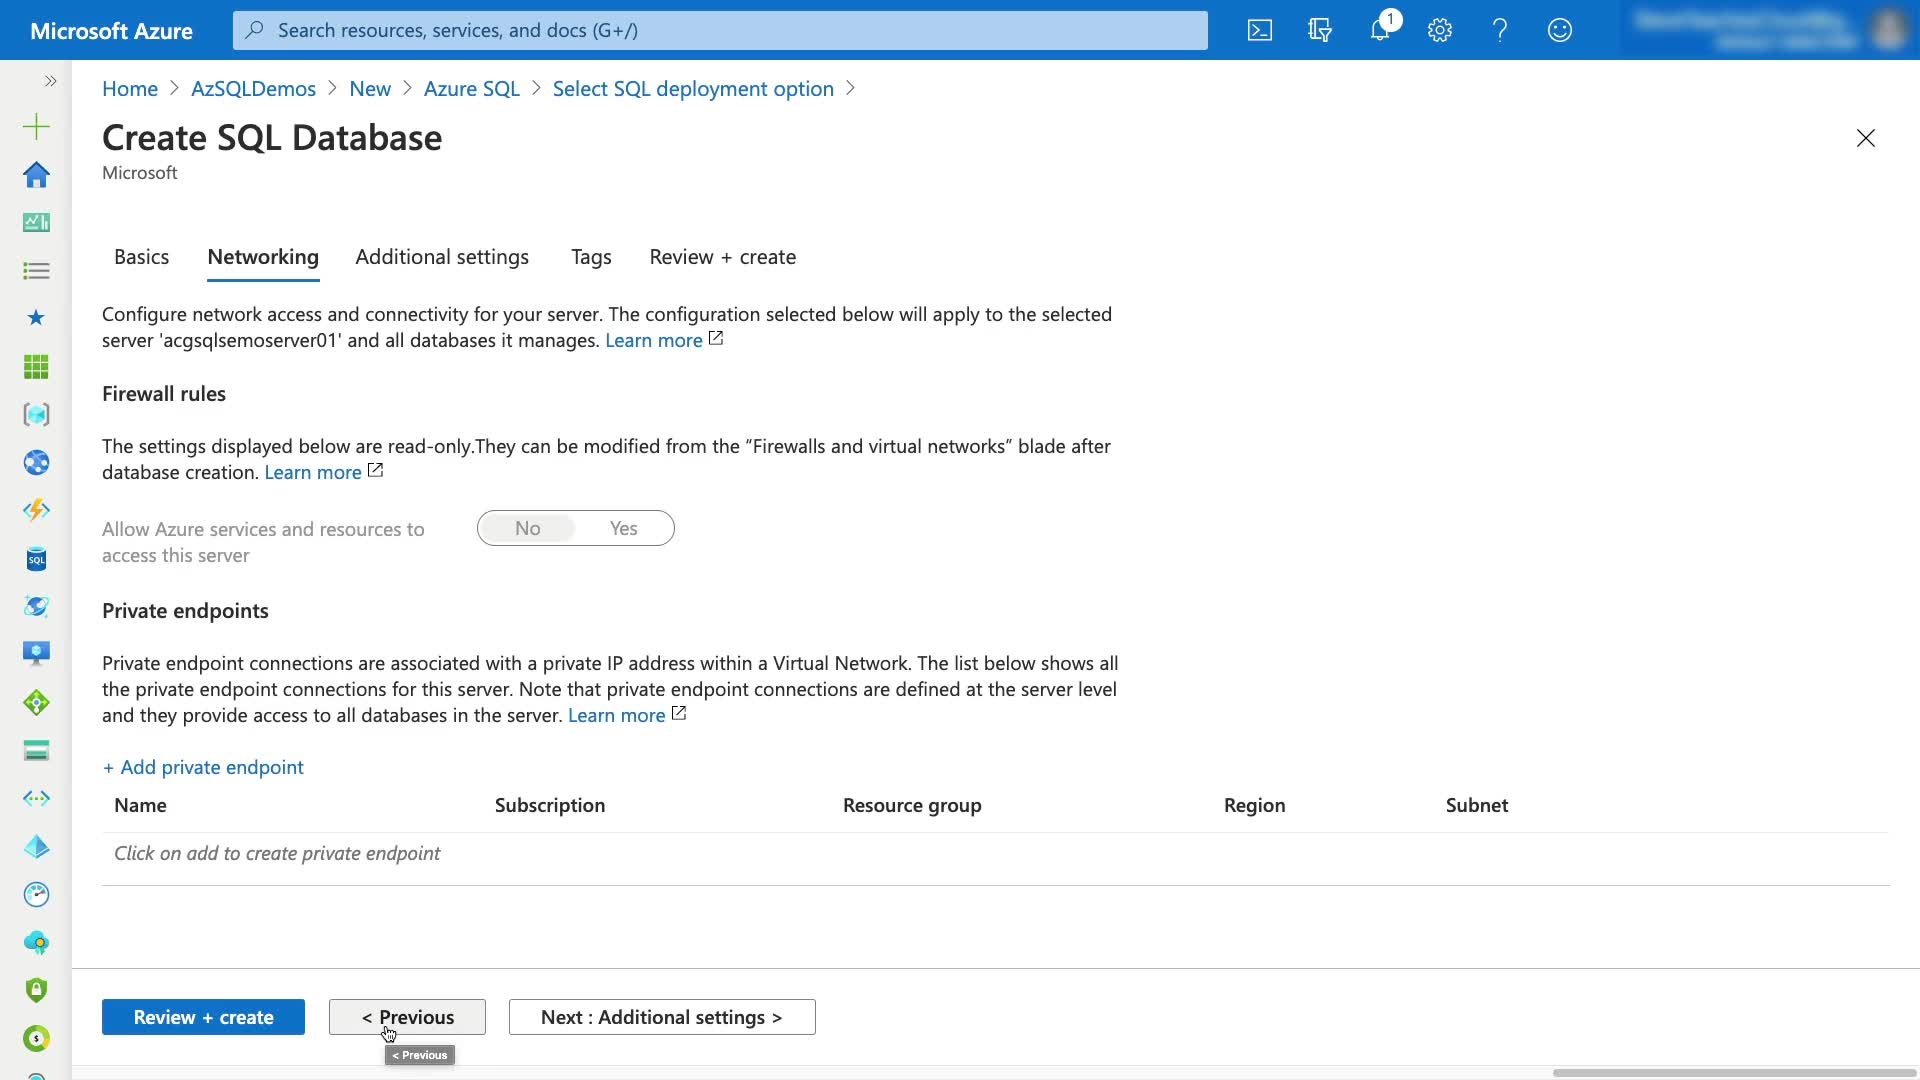 Microsoft Azure
Search resources, services, and docs (G+/)
1
Home > AzSQLDemos > New > Azure SQL > Select SQL deployment option >
Create SQL Database
Microsoft
Basics
Networking
Additional settings
Tags
Review + create
Configure network access and connectivity for your server. The configuration selected below will apply to the selected
server 'acgsqlsemoserver01' and all databases it manages. Learn more
Firewall rules
The settings displayed below are read-only.They can be modified from the “Firewalls and virtual networks” blade after
database creation. Learn more
Allow Azure services and resources to
access this server
No
Yes
SQL
Private endpoints
Private endpoint connections are associated with a private IP address within a Virtual Network. The list below shows all
the private endpoint connections for this server. Note that private endpoint connections are defined at the server level
and they provide access to all databases in the server. Learn more
+ Add private endpoint
Name
Subscription
Resource group
Region
Subnet
Click on add to create private endpoint
Review + create
< Previous
Next : Additional settings >
< Previous